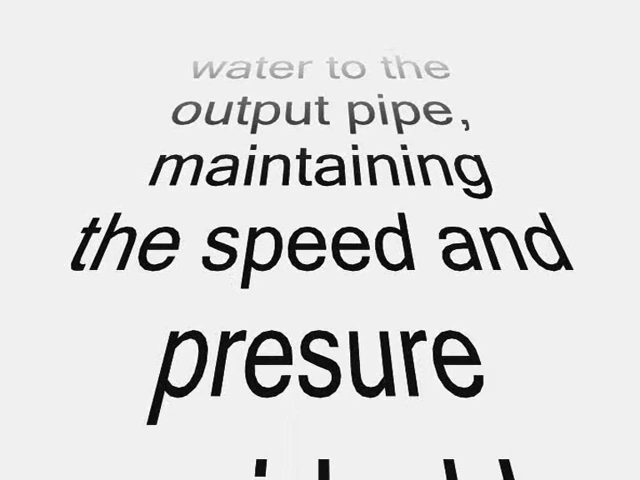 water to the
output pipe,
maintaining
the speed and
presure